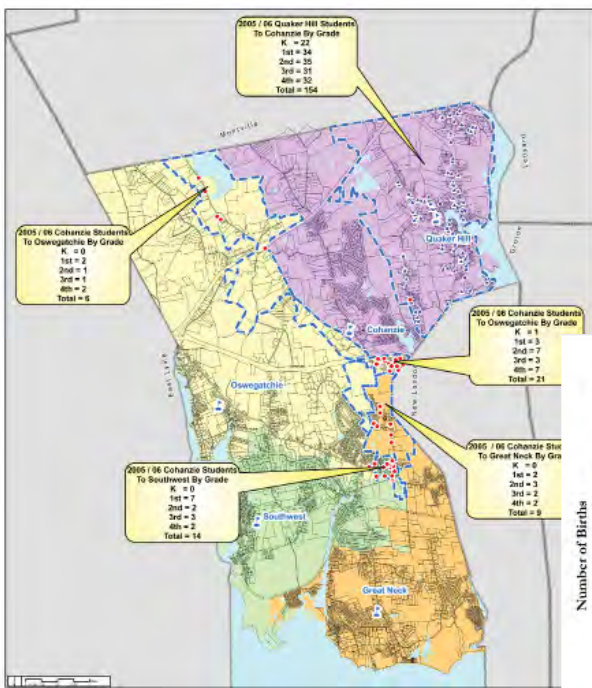 2005 / 06 Quaker Hill Students
To Cohanzie By Grade
K = 22
1st = 34
2nd = 35
3rd = 31
4th = 32
Total = 154
Montville
Ledyard
Groton
Quaker Hill
2005 / 06 Cohanzie Students
To Oswegatchie By Grade
K = 0
1st = 2
2nd = 1
3rd = 1
4th = 2
Total = 6
Cohanzie
2005 / 06 Cohanzie Students
To Oswegatchie By Grade
K = 1
1st = 3
2nd = 7
3rd = 3
4th = 7
Total = 21
East Lyme
Oswegatchie
New London
2005 / 06 Cohanzie Stud
To Great Neck By Gra
K = 0
1st = 2
2nd = 3
3rd = 2
4th = 2
Total = 9
2005 / 06 Cohanzie Students
To Southwest By Grade
K = 0
1st = 7
2nd = 2
3rd = 3
4th = 2
Total = 14
Southwest
Great Neck
Number of Births